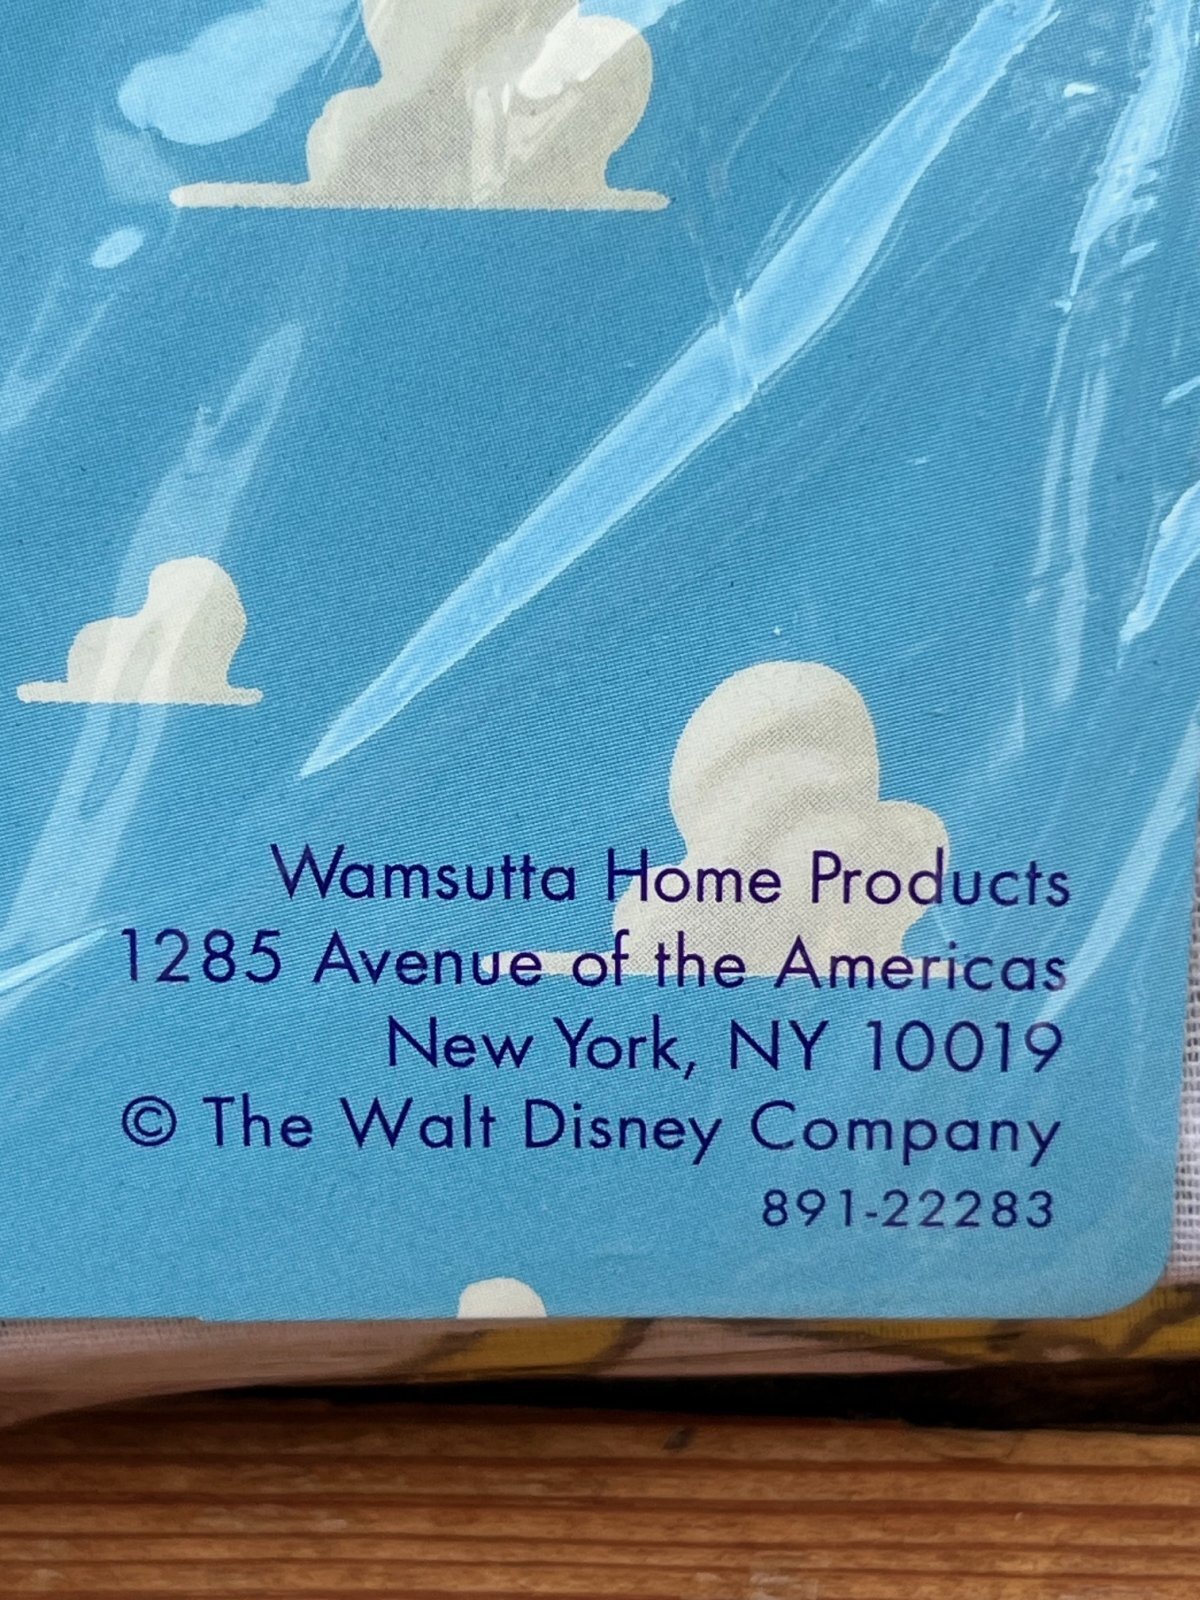 Wamsutta Home Products
1285 Avenue of the Americas
New York, NY 10019
© The Walt Disney Company
891-22283